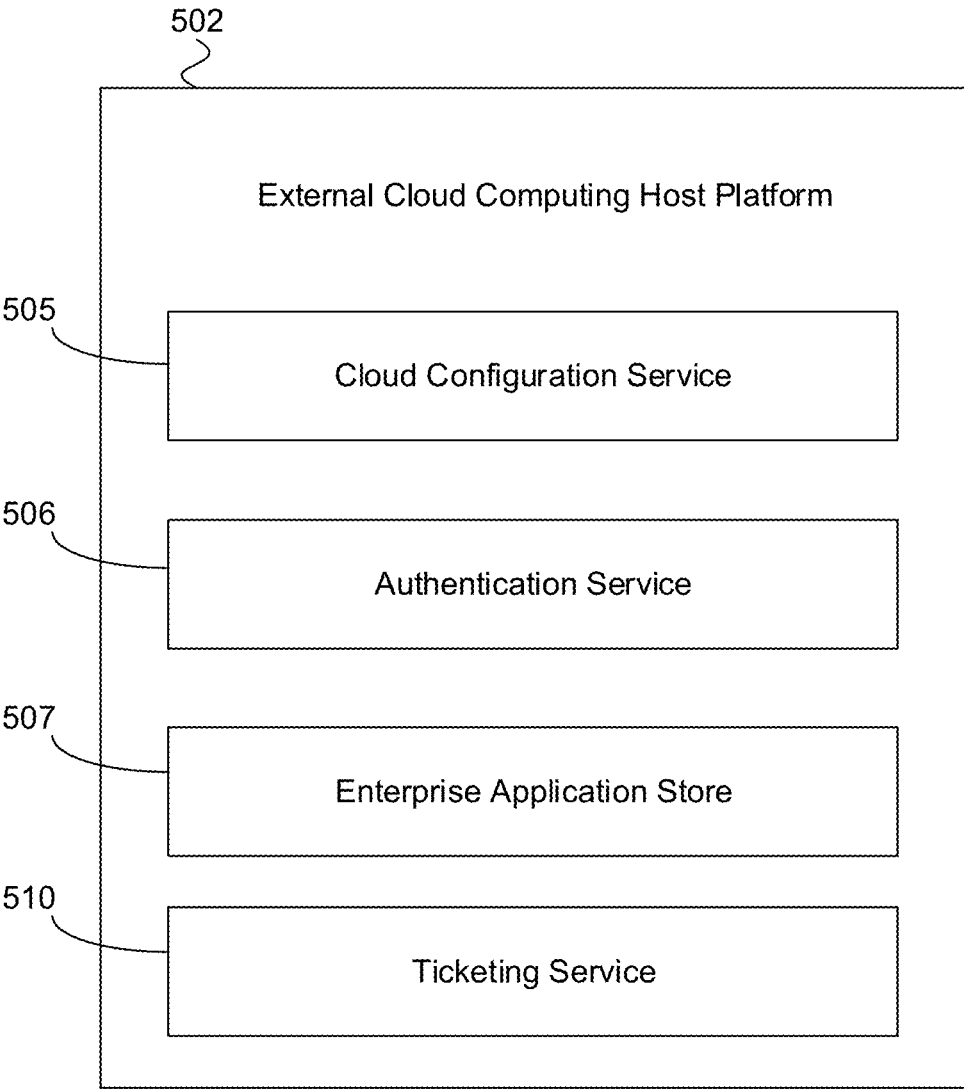 502
External Cloud Computing Host Platform
505
Cloud Configuration Service
506
Authentication Service
507
Enterprise Application Store
510
Ticketing Service